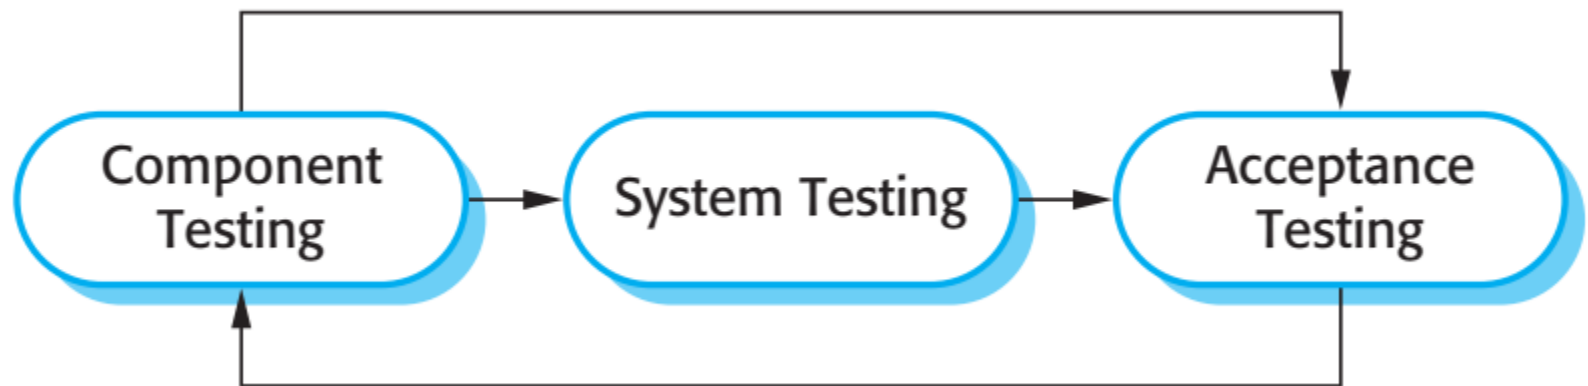 Component
Testing
System Testing
Acceptance
Testing